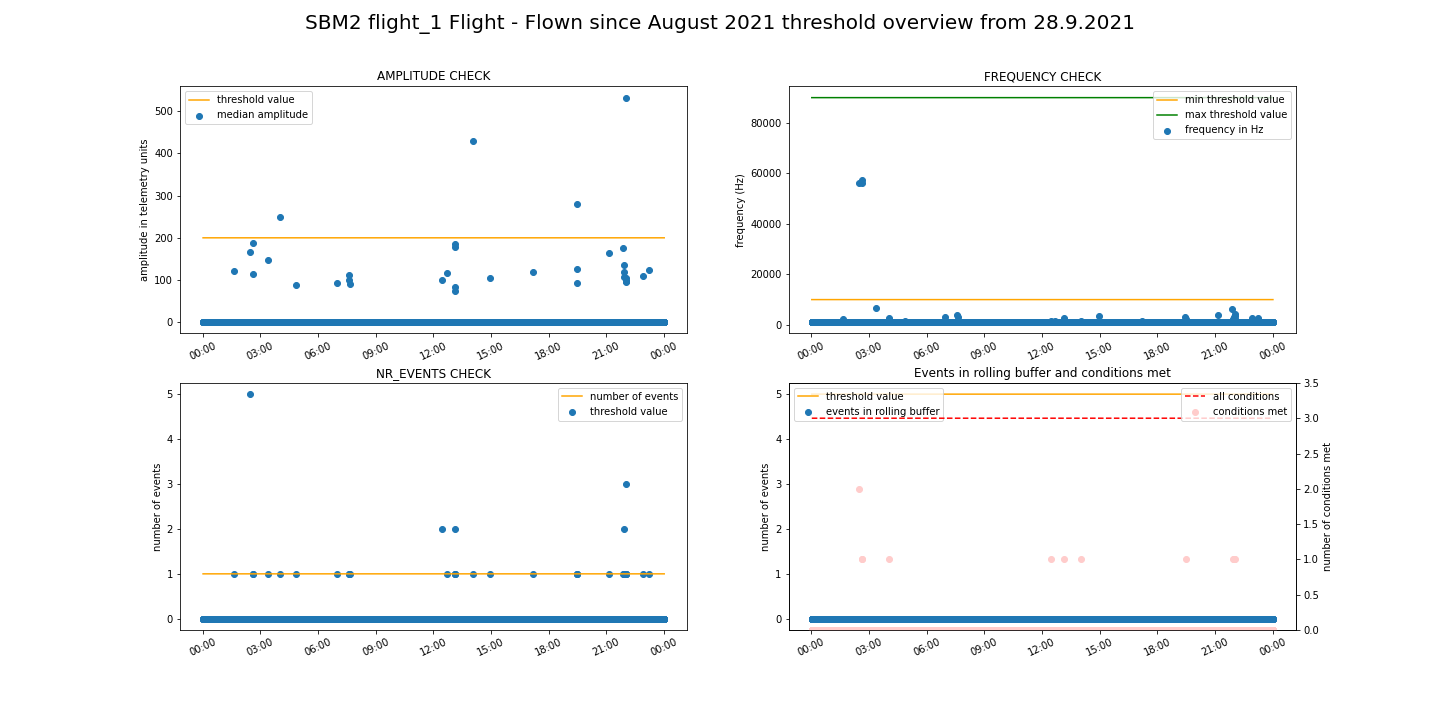 SBM2 flight_1 Flight - Flown since August 2021 threshold overview from 28.9.2021
AMPLITUDE CHECK
threshold value
median amplitude
amplitude in telemetry units
500
400
300
200
100
0
00:00 03:00 06:00 09:00 12:00 15:00 18:00 21:00 00:00
FREQUENCY CHECK
min threshold value
max threshold value
frequency in Hz
frequency (Hz)
80000
60000
40000
20000
0
00:00 03:00 06:00 09:00 12:00 15:00 18:00 21:00 00:00
NR_EVENTS CHECK
number of events
threshold value
number of events
5
4
3
2
1
0
00:00 03:00 06:00 09:00 12:00 15:00 18:00 21:00 00:00
Events in rolling buffer and conditions met
threshold value
events in rolling buffer
all conditions
conditions met
number of events
5
4
3
2
1
0
3.5
3.0
2.5
2.0
1.5
1.0
0.5
0.0
number of conditions met
00:00 03:00 06:00 09:00 12:00 15:00 18:00 21:00 00:00